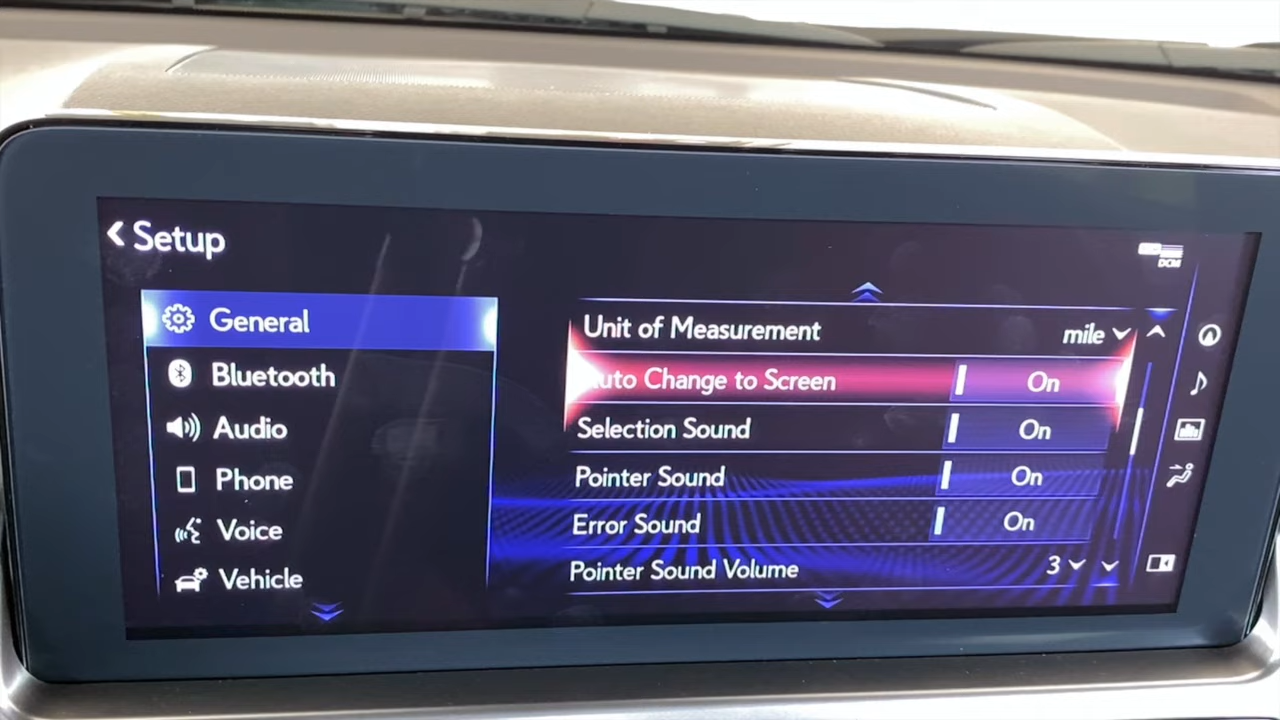 Setup
General
Bluetooth
Audio
Phone
Voice
Vehicle
DCM
Unit of Measurement mile
Auto Change to Screen On
Selection Sound On
Pointer Sound On
Error Sound On
Pointer Sound Volume 3